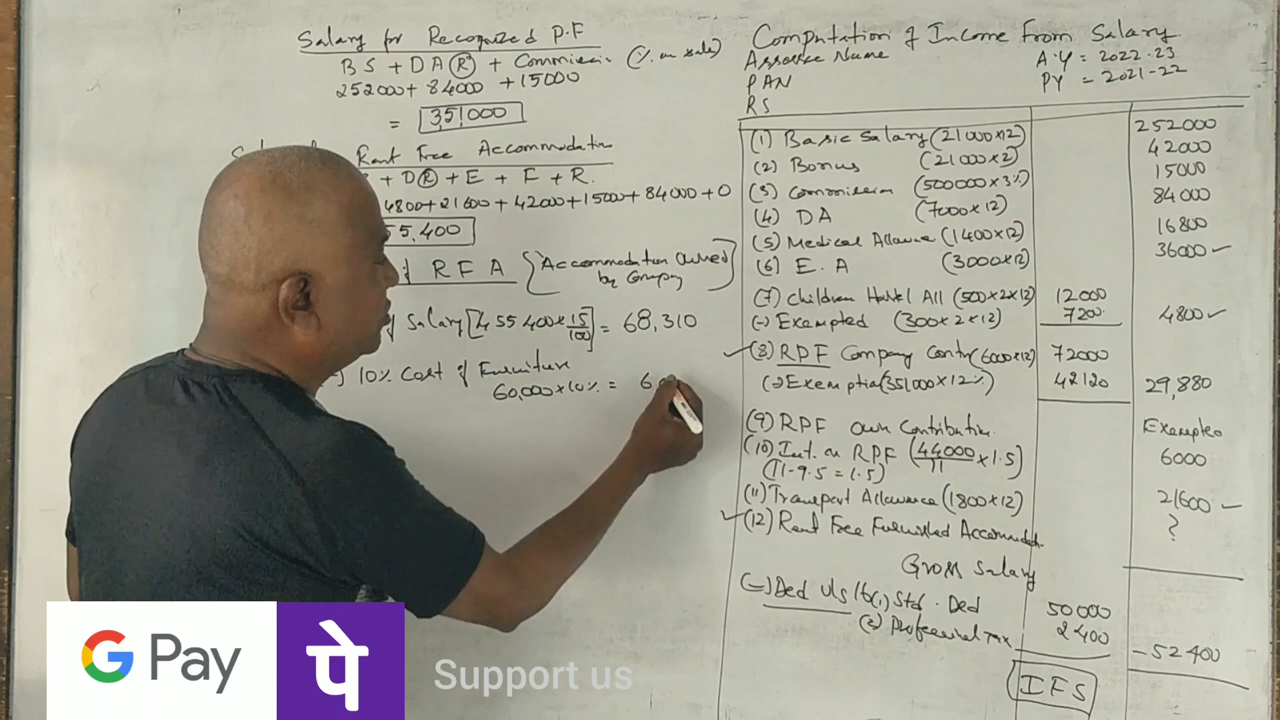 Salary for Recognized P.F
BS + DA (R) + Commission (% on sale)
252000 + 84000 + 15000
= 351000
Rent Free Accommodation
+ D(R) + E + F + R.
4800+21600 + 42000+15000+84000+0
55,400
RFA {Accommodation owned by Company}
Salary [455400 × 15/100] = 68,310
10% Cost of Furniture
60,000 × 10% = 60
Computation of Income From Salary
Assessee Name
A.Y = 2022-23
PAN
PY = 2021-22
RS
(1) Basic Salary (21000×12) 252000
(2) Bonus (21000×2) 42000
(3) Commission (500000×3%) 15000
(4) DA (7000×12) 84000
(5) Medical Allowance (1400×12) 16800
(6) E.A (3000×12) 36000 ✓
(7) Children Hostel All (500×2×12) 12000
(-) Exempted (300×2×12) 7200 4800 ✓
✓ (8) RPF Company Contr (6000×12) 72000
(-) Exemption (351000×12%) 42120 29,880
(9) RPF own Contribution. Exempted
(10) Int. on RPF (44000/11 × 1.5) 6000
(11-9.5 = 1.5)
(11) Transport Allowance (1800×12) 21600 ✓
✓ (12) Rent Free Furnished Accommodat. ?
Gross Salary
(-) Ded u/s 16(1) Std. Ded 50000
(2) Professional Tax 2400 - 52400
IFS
G Pay
पे
Support us